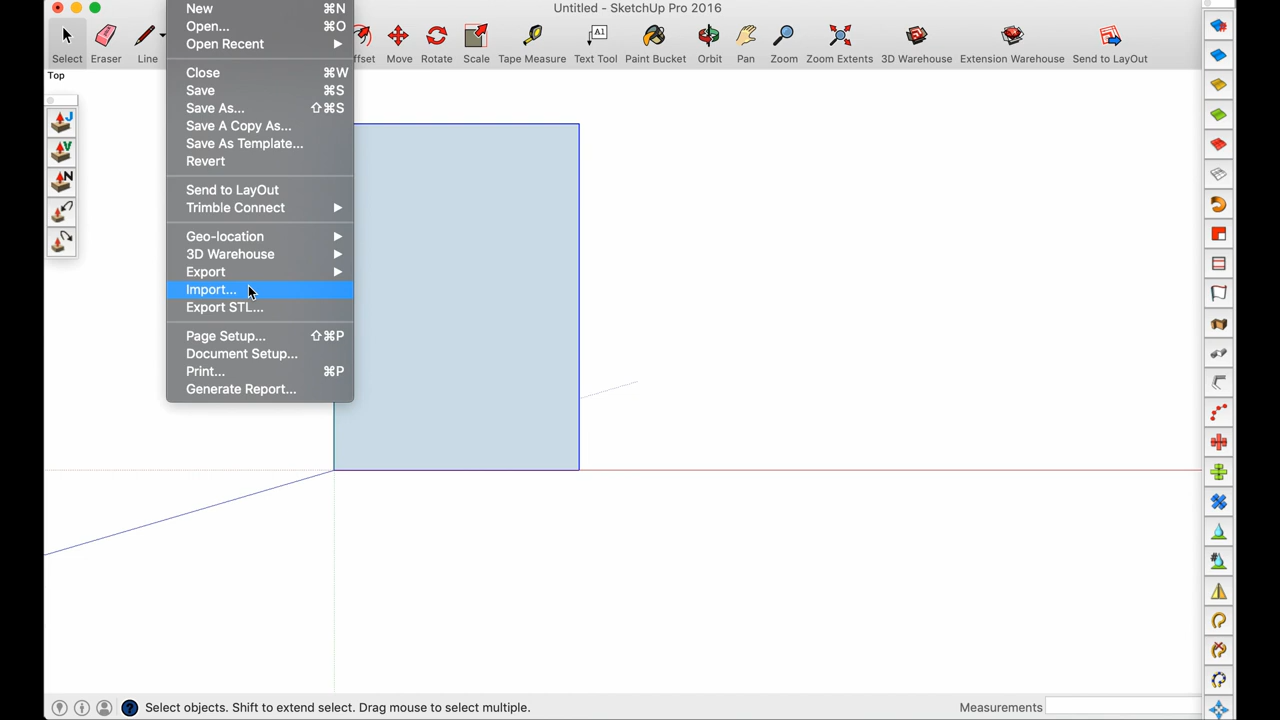 Untitled - SketchUp Pro 2016
New ⌘N
Open... ⌘O
Open Recent
Close ⌘W
Save ⌘S
Save As... ⇧⌘S
Save A Copy As...
Save As Template...
Revert
Send to LayOut
Trimble Connect
Geo-location
3D Warehouse
Export
Import...
Export STL...
Page Setup... ⇧⌘P
Document Setup...
Print... ⌘P
Generate Report...
Select Eraser Line Move Rotate Scale Tape Measure Text Tool Paint Bucket Orbit Pan Zoom Zoom Extents 3D Warehouse Extension Warehouse Send to LayOut
A1
Top
J
V
N
Select objects. Shift to extend select. Drag mouse to select multiple.
Measurements